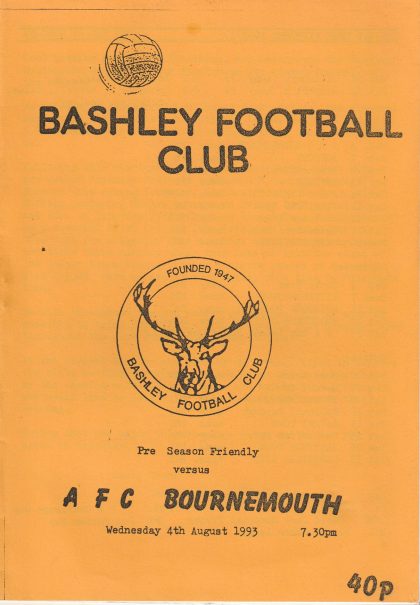 BASHLEY FOOTBALL
CLUB
FOUNDED 1947
BASHLEY FOOTBALL CLUB
Pre Season Friendly
versus
A F C BOURNEMOUTH
Wednesday 4th August 1993 7.30pm
40p